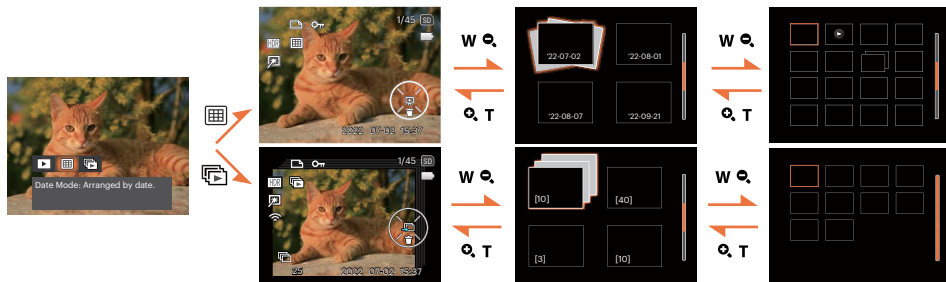 Date Mode: Arranged by date.
1/45 SD
HDR
2022 07-02 15:37
W
T
'22-07-02
'22-08-01
'22-08-07
'22-09-21
W
T
1/45 SD
HDR
25
2022 07-02 15:37
W
T
[10]
[40]
[3]
[10]
W
T